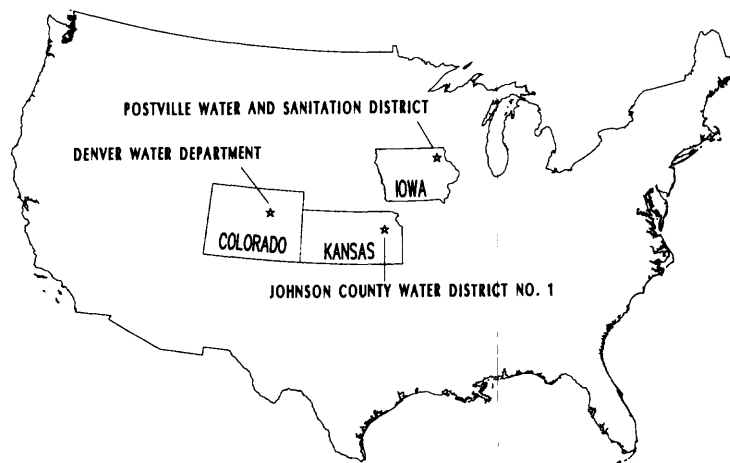 POSTVILLE WATER AND SANITATION DISTRICT
DENVER WATER DEPARTMENT
IOWA
COLORADO
KANSAS
JOHNSON COUNTY WATER DISTRICT NO. 1